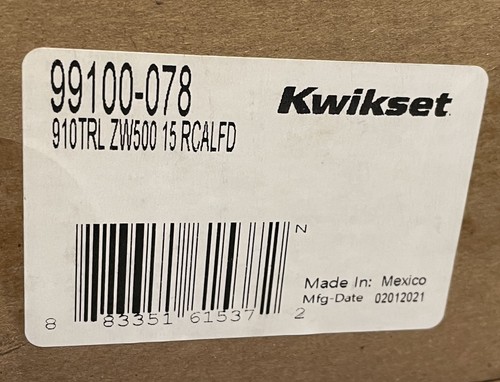 99100-078
Kwikset
910TRL ZW500 15 RCALFD
N
8 83351 61537 2
Made In: Mexico
Mfg-Date 02012021